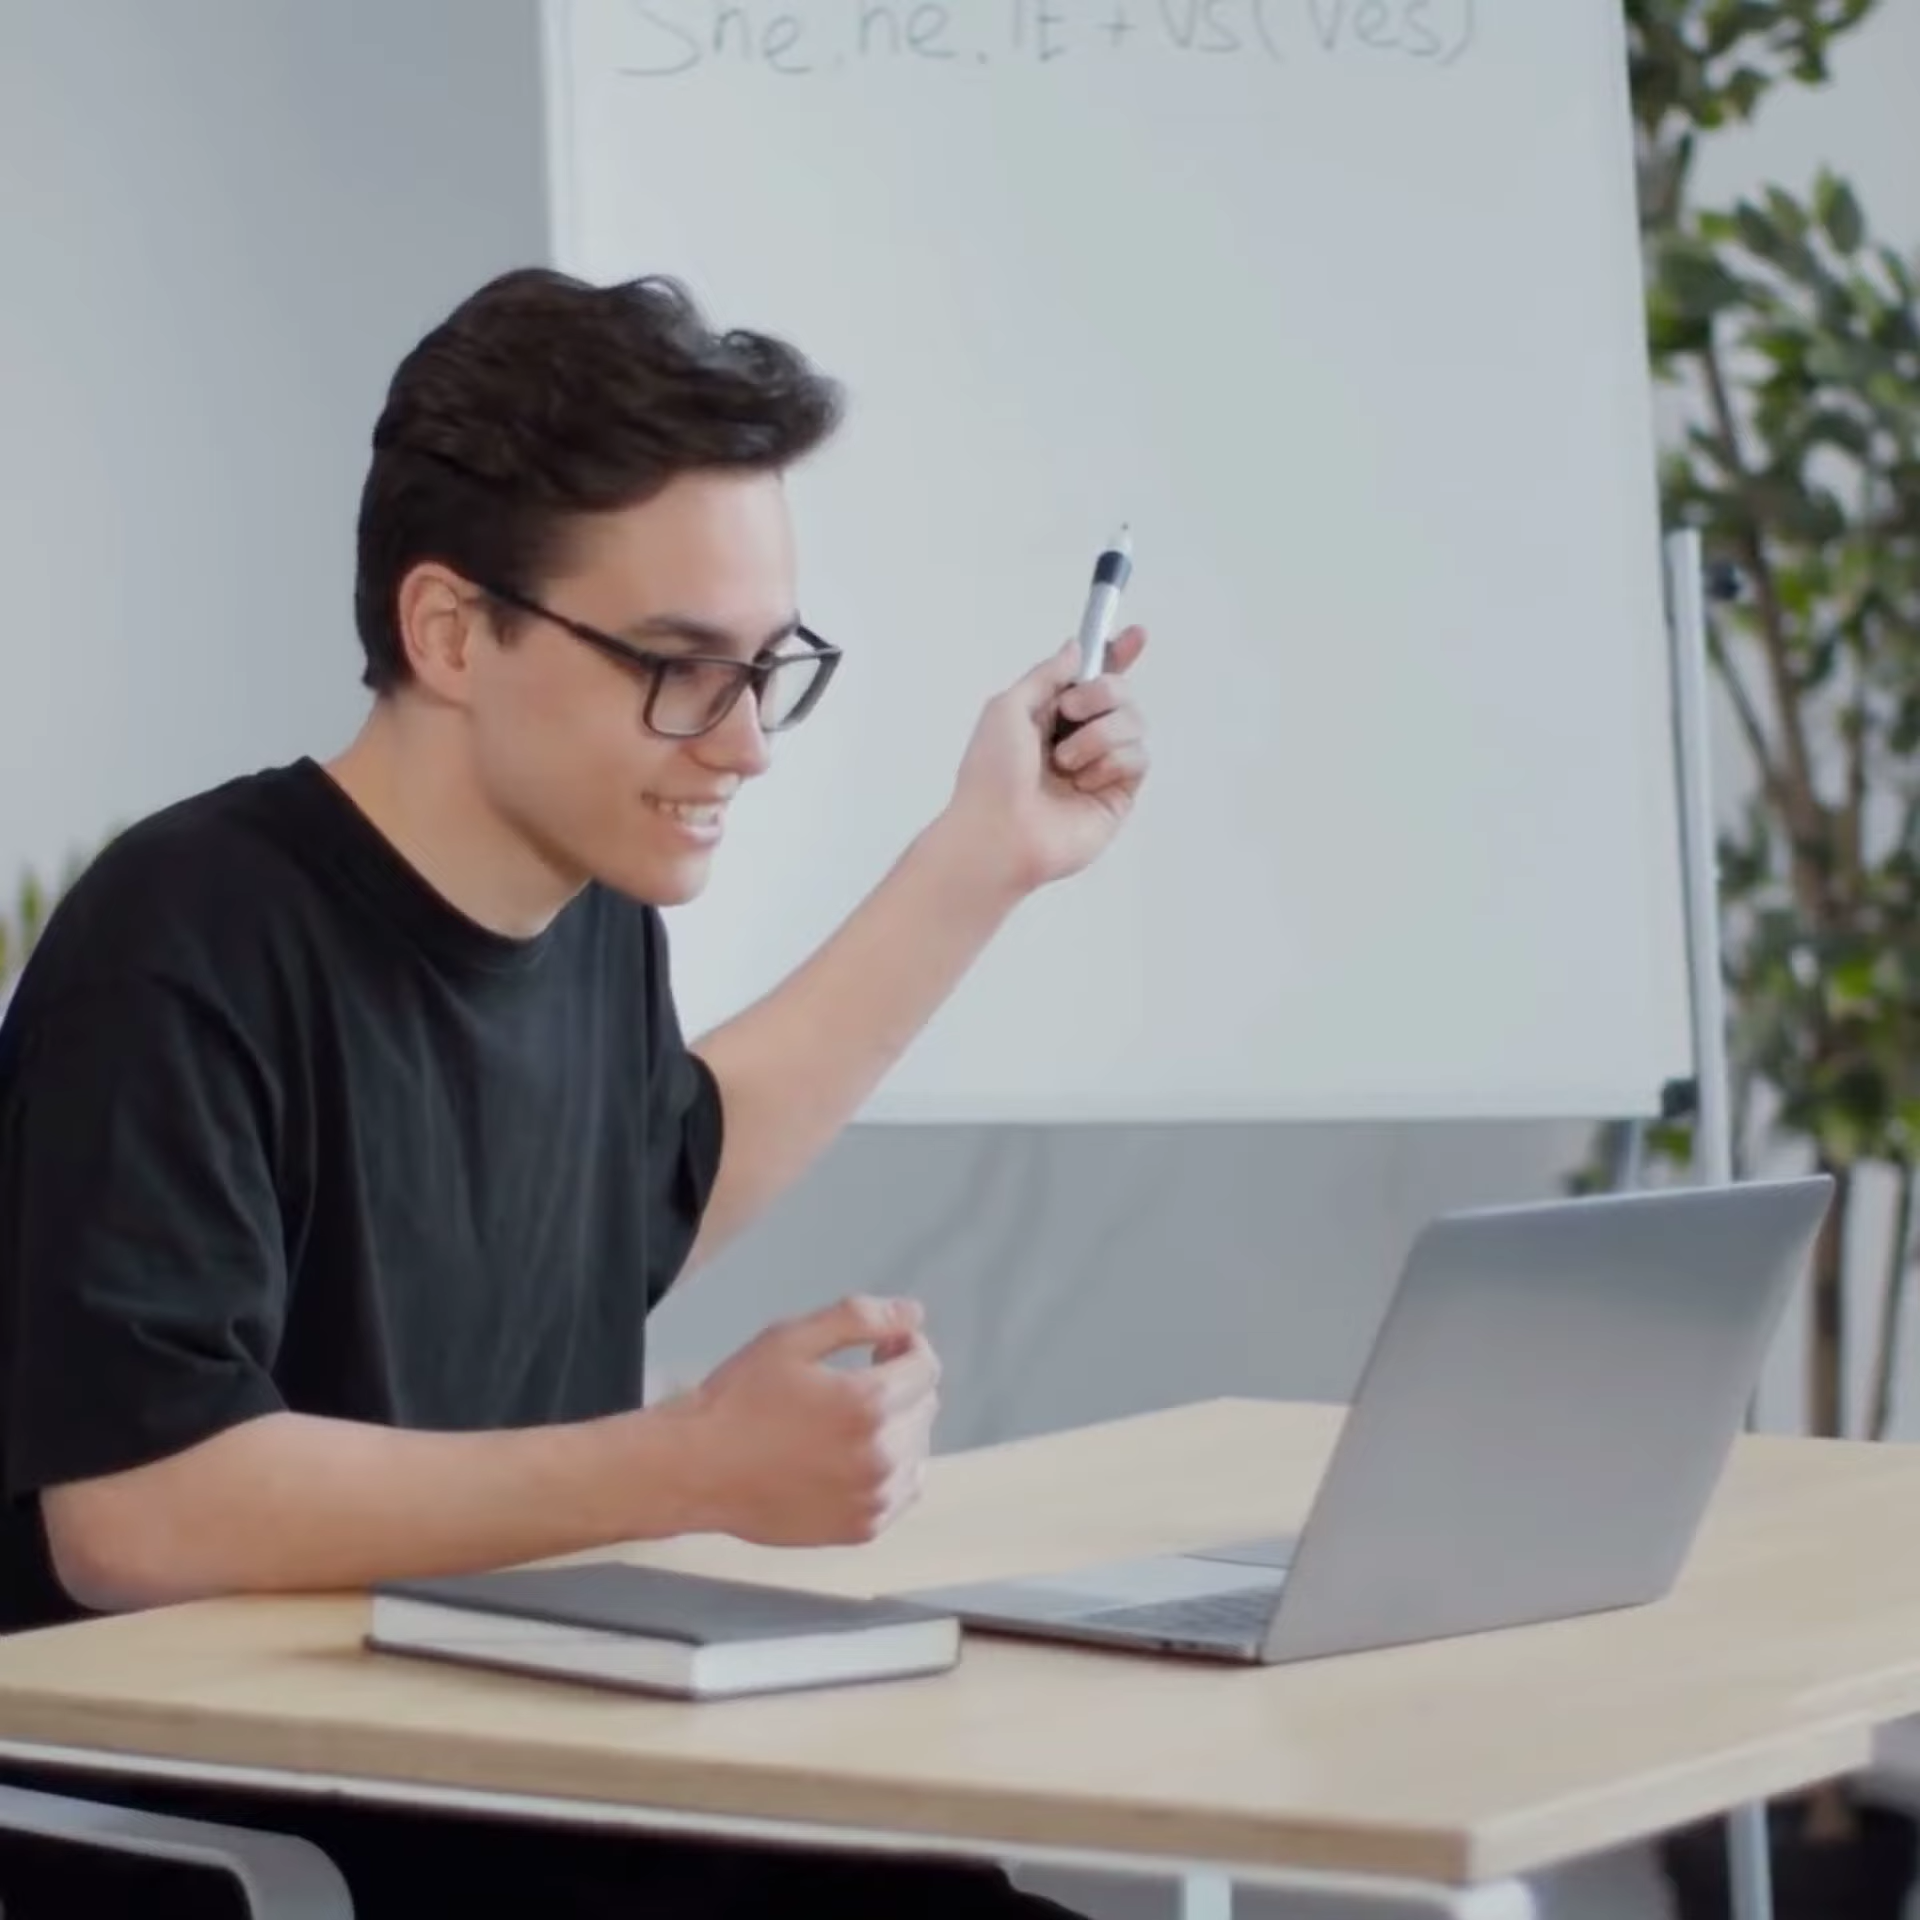 She, he, it + Vs (Ves)